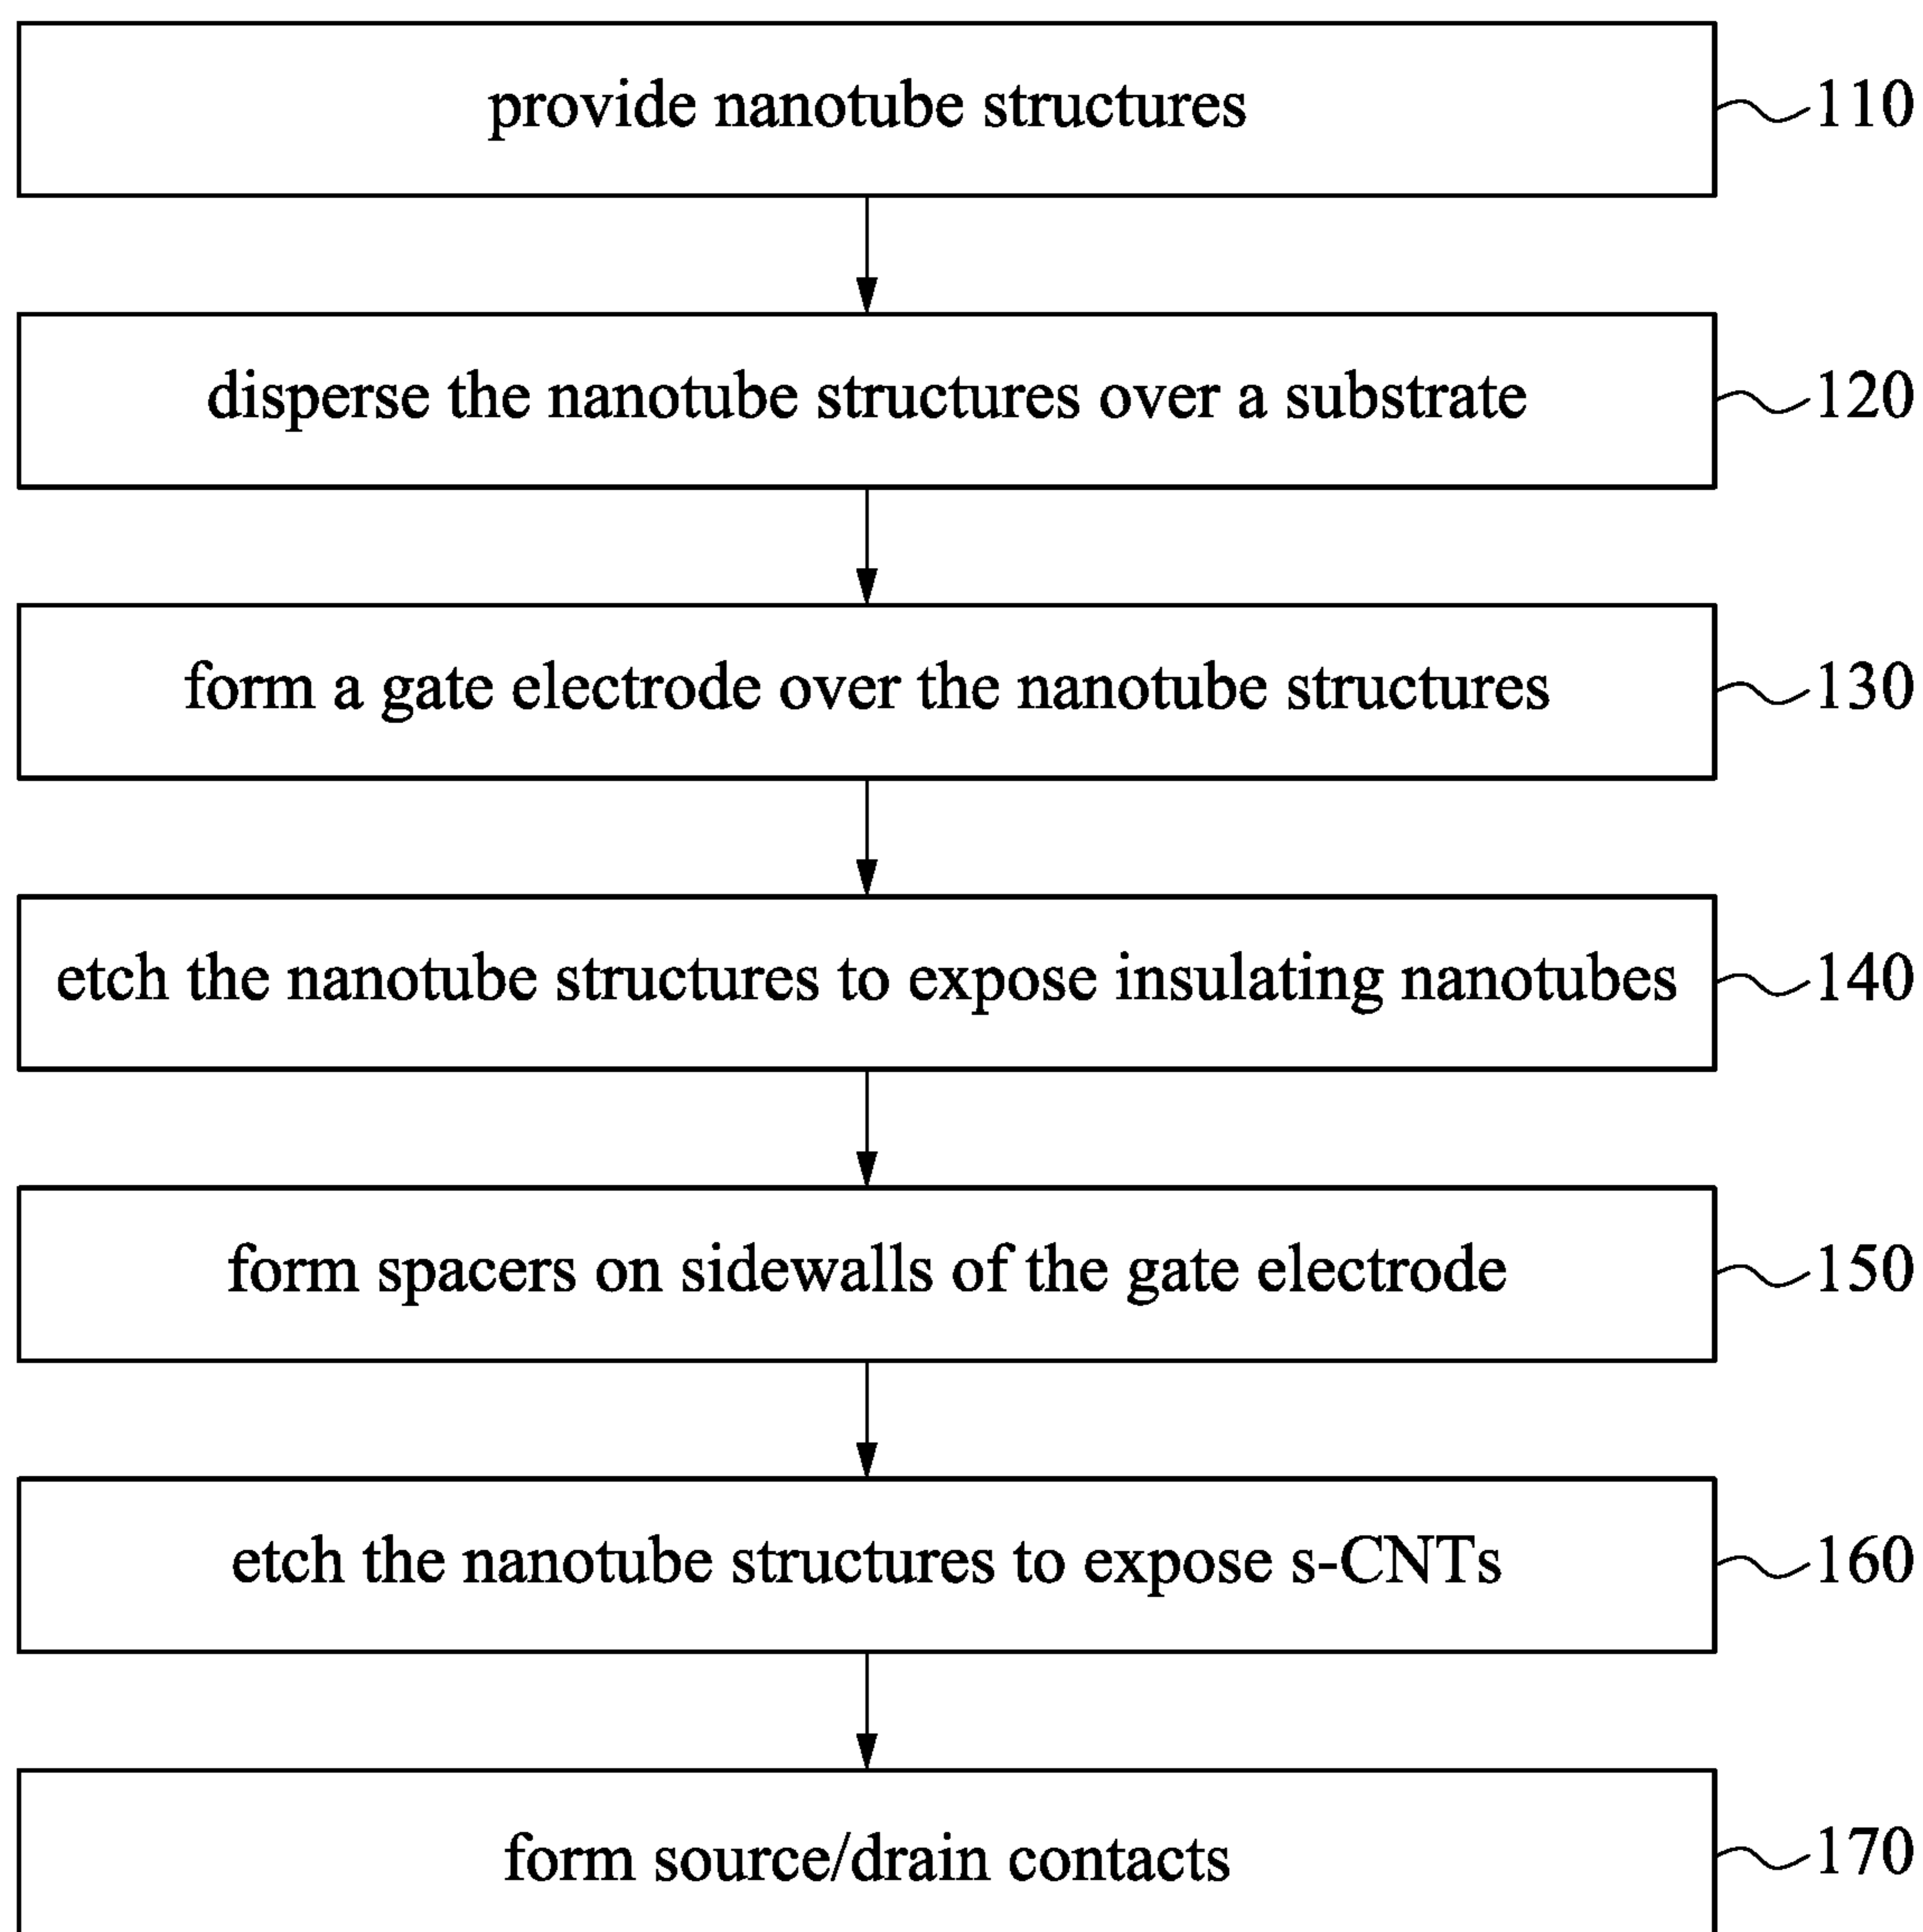 provide nanotube structures 110
disperse the nanotube structures over a substrate 120
form a gate electrode over the nanotube structures 130
etch the nanotube structures to expose insulating nanotubes 140
form spacers on sidewalls of the gate electrode 150
etch the nanotube structures to expose s-CNTs 160
form source/drain contacts 170